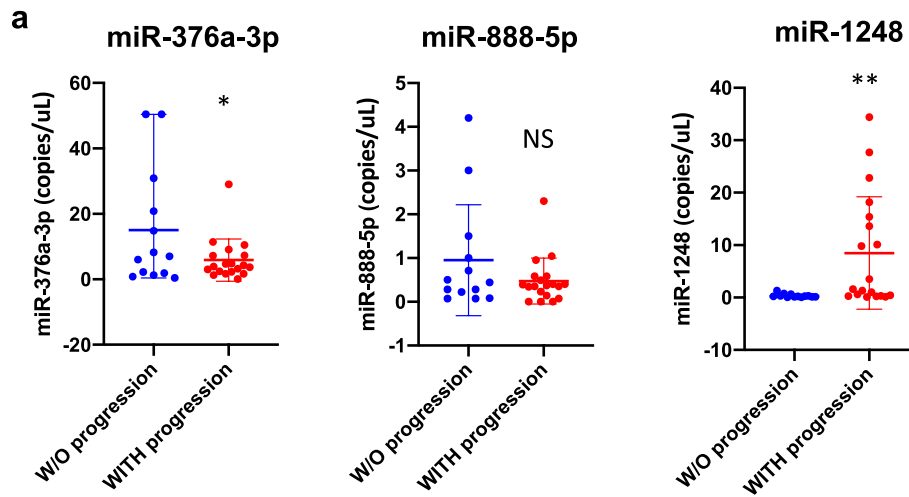 a
miR-376a-3p
miR-376a-3p (copies/uL)
60
40
20
0
-20
*
W/O progression
WITH progression
miR-888-5p
miR-888-5p (copies/uL)
5
4
3
2
1
0
-1
NS
W/O progression
WITH progression
miR-1248
miR-1248 (copies/uL)
40
30
20
10
0
-10
**
W/O progression
WITH progression